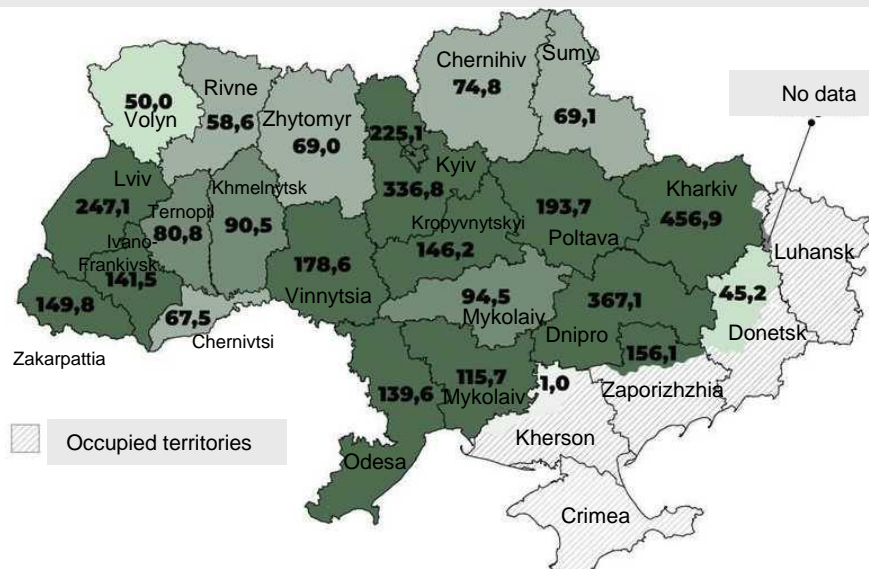 Chernihiv
74,8
Sumy
69,1
No data
Rivne
58,6
50,0
Volyn
Zhytomyr
69,0
225,1
Kyiv
336,8
Lviv
247,1
Khmelnytsk
90,5
Ternopil
80,8
Kropyvnytskyi
146,2
193,7
Poltava
Kharkiv
456,9
Luhansk
Ivano-
Frankivsk
141,5
178,6
Vinnytsia
149,8
67,5
Chernivtsi
Zakarpattia
94,5
Mykolaiv
367,1
Dnipro
45,2
Donetsk
156,1
Zaporizhzhia
139,6
115,7
Mykolaiv
1,0
Kherson
Odesa
Occupied territories
Crimea